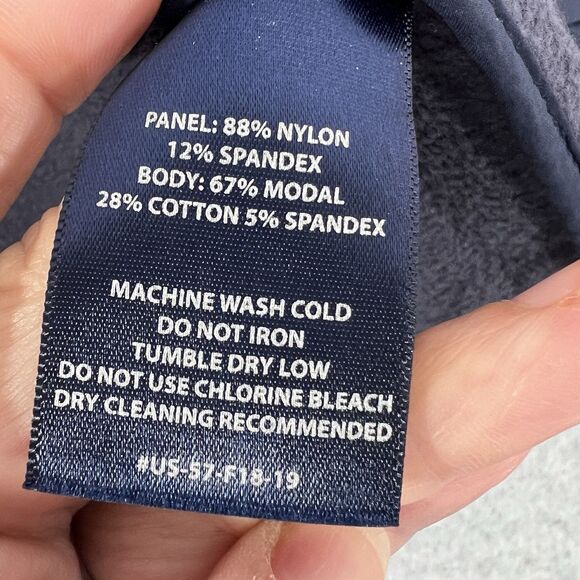 PANEL: 88% NYLON
12% SPANDEX
BODY: 67% MODAL
28% COTTON 5% SPANDEX
MACHINE WASH COLD
DO NOT IRON
TUMBLE DRY LOW
DO NOT USE CHLORINE BLEACH
DRY CLEANING RECOMMENDED
#US-57-F18-19